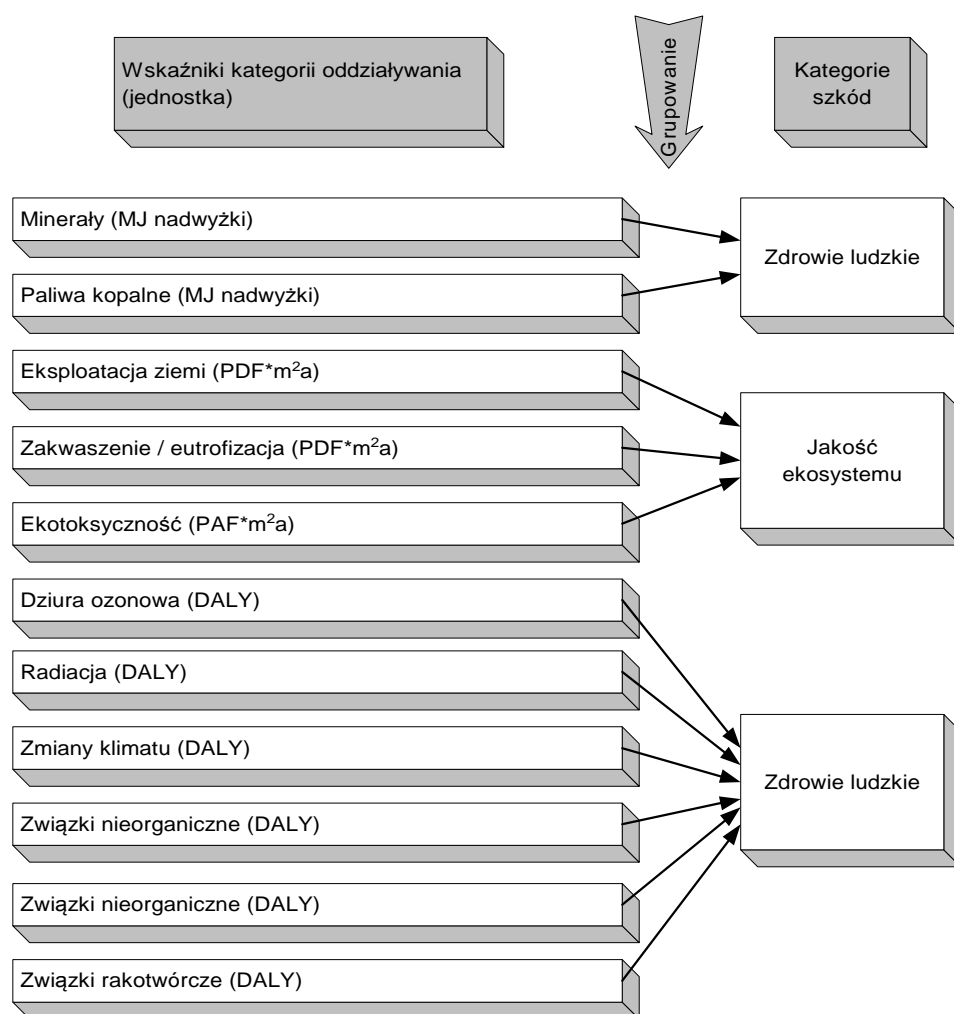 Wskaźniki kategorii oddziaływania
(jednostka)
Grupowanie
Kategorie
szkód
Minerały (MJ nadwyżki)
Zdrowie ludzkie
Paliwa kopalne (MJ nadwyżki)
Eksploatacja ziemi (PDF*m²a)
Zakwaszenie / eutrofizacja (PDF*m²a)
Jakość
ekosystemu
Ekotoksyczność (PAF*m²a)
Dziura ozonowa (DALY)
Radiacja (DALY)
Zmiany klimatu (DALY)
Zdrowie ludzkie
Związki nieorganiczne (DALY)
Związki nieorganiczne (DALY)
Związki rakotwórcze (DALY)